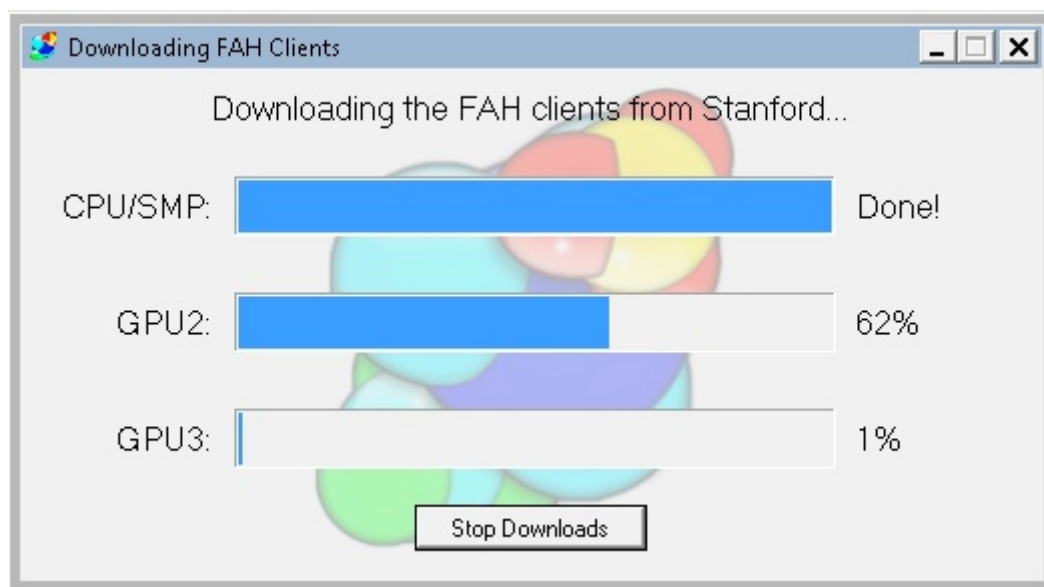 Downloading FAH Clients
Downloading the FAH clients from Stanford...
CPU/SMP: Done!
GPU2: 62%
GPU3: 1%
Stop Downloads